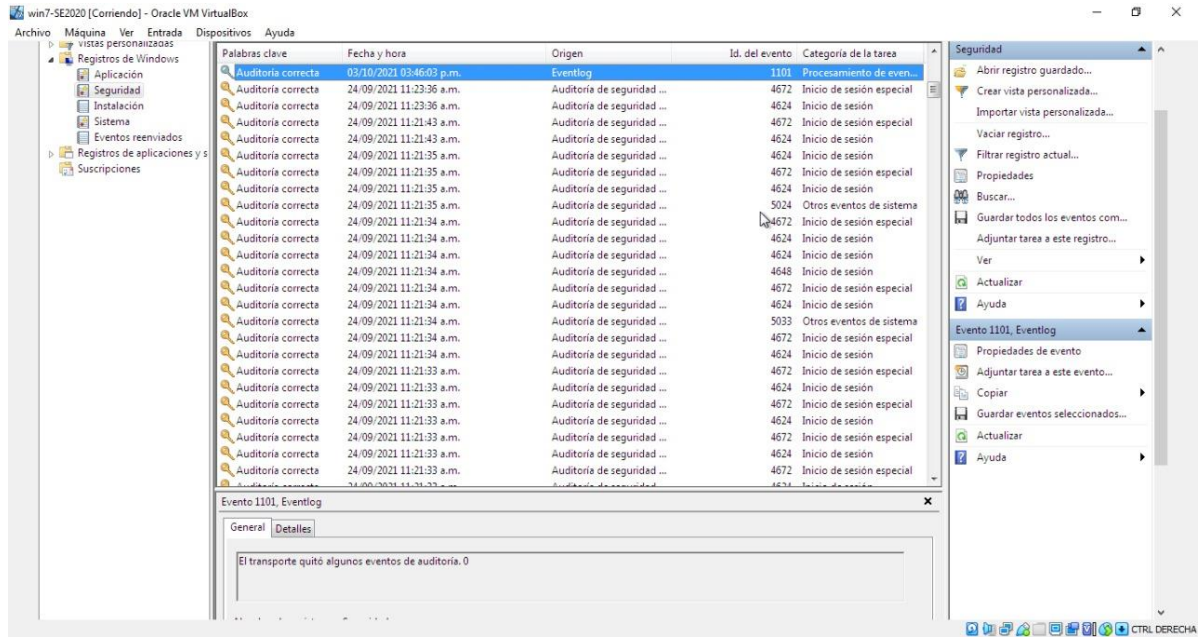 win7-SE2020 [Corriendo] - Oracle VM VirtualBox
Archivo Máquina Ver Entrada Dispositivos Ayuda
Vistas personalizadas
Registros de Windows
Aplicación
Seguridad
Instalación
Sistema
Eventos reenviados
Registros de aplicaciones y s
Suscripciones
Palabras clave Fecha y hora Origen Id. del evento Categoría de la tarea
Auditoría correcta 03/10/2021 03:46:03 p.m. Eventlog 1101 Procesamiento de even...
Auditoría correcta 24/09/2021 11:23:36 a.m. Auditoría de seguridad ... 4672 Inicio de sesión especial
Auditoría correcta 24/09/2021 11:23:36 a.m. Auditoría de seguridad ... 4624 Inicio de sesión
Auditoría correcta 24/09/2021 11:21:43 a.m. Auditoría de seguridad ... 4672 Inicio de sesión especial
Auditoría correcta 24/09/2021 11:21:43 a.m. Auditoría de seguridad ... 4624 Inicio de sesión
Auditoría correcta 24/09/2021 11:21:35 a.m. Auditoría de seguridad ... 4624 Inicio de sesión
Auditoría correcta 24/09/2021 11:21:35 a.m. Auditoría de seguridad ... 4672 Inicio de sesión especial
Auditoría correcta 24/09/2021 11:21:35 a.m. Auditoría de seguridad ... 4624 Inicio de sesión
Auditoría correcta 24/09/2021 11:21:35 a.m. Auditoría de seguridad ... 5024 Otros eventos de sistema
Auditoría correcta 24/09/2021 11:21:34 a.m. Auditoría de seguridad ... 4672 Inicio de sesión especial
Auditoría correcta 24/09/2021 11:21:34 a.m. Auditoría de seguridad ... 4624 Inicio de sesión
Auditoría correcta 24/09/2021 11:21:34 a.m. Auditoría de seguridad ... 4624 Inicio de sesión
Auditoría correcta 24/09/2021 11:21:34 a.m. Auditoría de seguridad ... 4648 Inicio de sesión
Auditoría correcta 24/09/2021 11:21:34 a.m. Auditoría de seguridad ... 4672 Inicio de sesión especial
Auditoría correcta 24/09/2021 11:21:34 a.m. Auditoría de seguridad ... 4624 Inicio de sesión
Auditoría correcta 24/09/2021 11:21:34 a.m. Auditoría de seguridad ... 5033 Otros eventos de sistema
Auditoría correcta 24/09/2021 11:21:34 a.m. Auditoría de seguridad ... 4672 Inicio de sesión especial
Auditoría correcta 24/09/2021 11:21:34 a.m. Auditoría de seguridad ... 4624 Inicio de sesión
Auditoría correcta 24/09/2021 11:21:33 a.m. Auditoría de seguridad ... 4672 Inicio de sesión especial
Auditoría correcta 24/09/2021 11:21:33 a.m. Auditoría de seguridad ... 4624 Inicio de sesión
Auditoría correcta 24/09/2021 11:21:33 a.m. Auditoría de seguridad ... 4672 Inicio de sesión especial
Auditoría correcta 24/09/2021 11:21:33 a.m. Auditoría de seguridad ... 4624 Inicio de sesión
Auditoría correcta 24/09/2021 11:21:33 a.m. Auditoría de seguridad ... 4672 Inicio de sesión especial
Auditoría correcta 24/09/2021 11:21:33 a.m. Auditoría de seguridad ... 4624 Inicio de sesión
Auditoría correcta 24/09/2021 11:21:33 a.m. Auditoría de seguridad ... 4672 Inicio de sesión especial
Evento 1101, Eventlog
General Detalles
El transporte quitó algunos eventos de auditoría. 0
Seguridad
Abrir registro guardado...
Crear vista personalizada...
Importar vista personalizada...
Vaciar registro...
Filtrar registro actual...
Propiedades
Buscar...
Guardar todos los eventos com...
Adjuntar tarea a este registro...
Ver
Actualizar
Ayuda
Evento 1101, Eventlog
Propiedades de evento
Adjuntar tarea a este evento...
Copiar
Guardar eventos seleccionados...
Actualizar
Ayuda
CTRL DERECHA